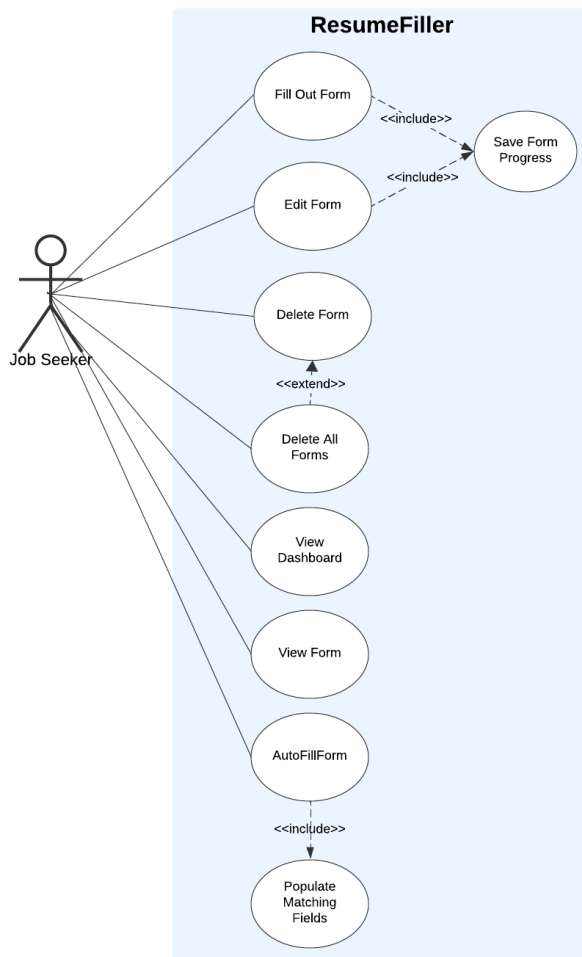 ResumeFiller
Fill Out Form
<<include>>
Save Form
Progress
<<include>>
Edit Form
Job Seeker
Delete Form
<<extend>>
Delete All
Forms
View
Dashboard
View Form
AutoFillForm
<<include>>
Populate
Matching
Fields